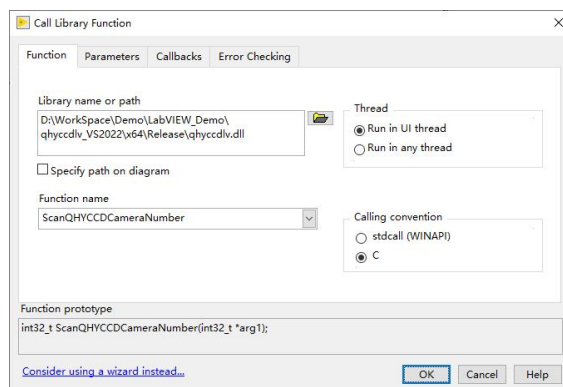 Call Library Function
Function
Parameters
Callbacks
Error Checking
Library name or path
D:\WorkSpace\Demo\LabVIEW_Demo\
qhyccdlv_VS2022\x64\Release\qhyccdlv.dll
Specify path on diagram
Function name
ScanQHYCCDCameraNumber
Thread
Run in UI thread
Run in any thread
Calling convention
stdcall (WINAPI)
C
Function prototype
int32_t ScanQHYCCDCameraNumber(int32_t *arg1);
Consider using a wizard instead...
OK
Cancel
Help